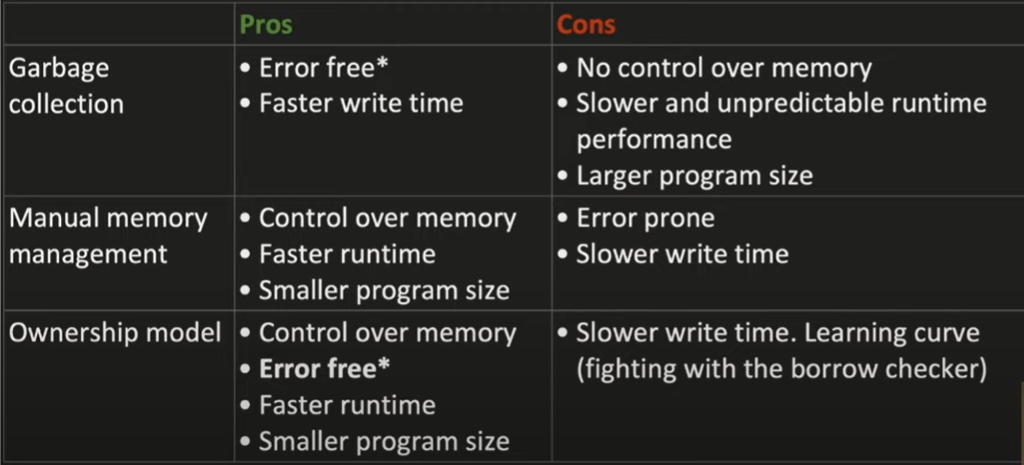 Pros
Cons
Garbage
collection
• Error free*
• Faster write time
• No control over memory
• Slower and unpredictable runtime
performance
• Larger program size
Manual memory
management
• Control over memory
• Faster runtime
• Smaller program size
• Error prone
• Slower write time
Ownership model
• Control over memory
• Error free*
• Faster runtime
• Smaller program size
• Slower write time. Learning curve
(fighting with the borrow checker)